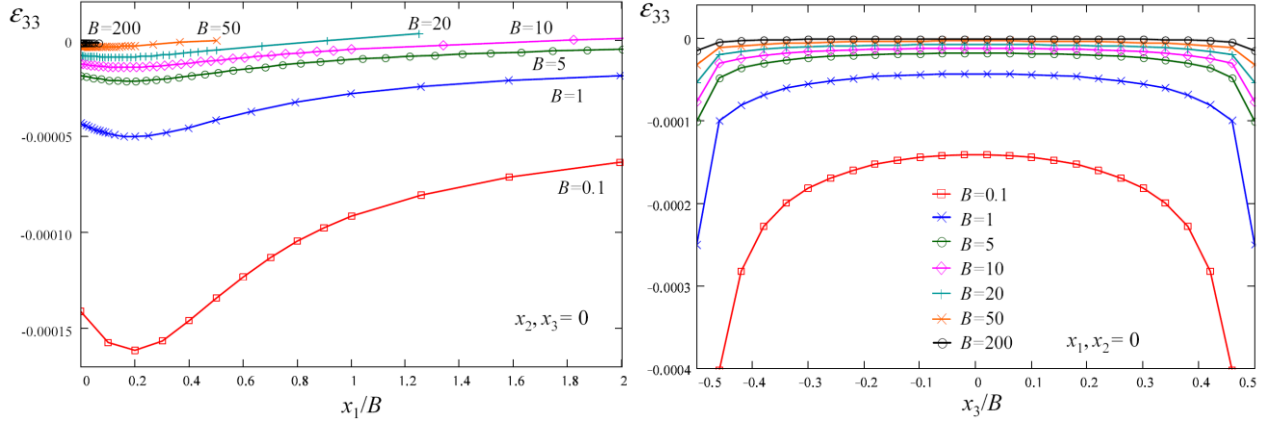 ε33
B=200
B=50
B=20
B=10
B=5
B=1
B=0.1
0
-0.00005
-0.00010
-0.00015
x2, x3= 0
0 0.2 0.4 0.6 0.8 1 1.2 1.4 1.6 1.8 2
x1/B
ε33
0
-0.0001
-0.0002
-0.0003
-0.0004
B=0.1
B=1
B=5
B=10
B=20
B=50
B=200
x1, x2= 0
-0.5 -0.4 -0.3 -0.2 -0.1 0 0.1 0.2 0.3 0.4 0.5
x3/B